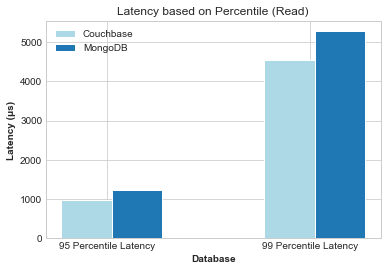 Latency based on Percentile (Read)
Couchbase
MongoDB
5000
4000
3000
2000
1000
0
Latency (μs)
95 Percentile Latency
99 Percentile Latency
Database